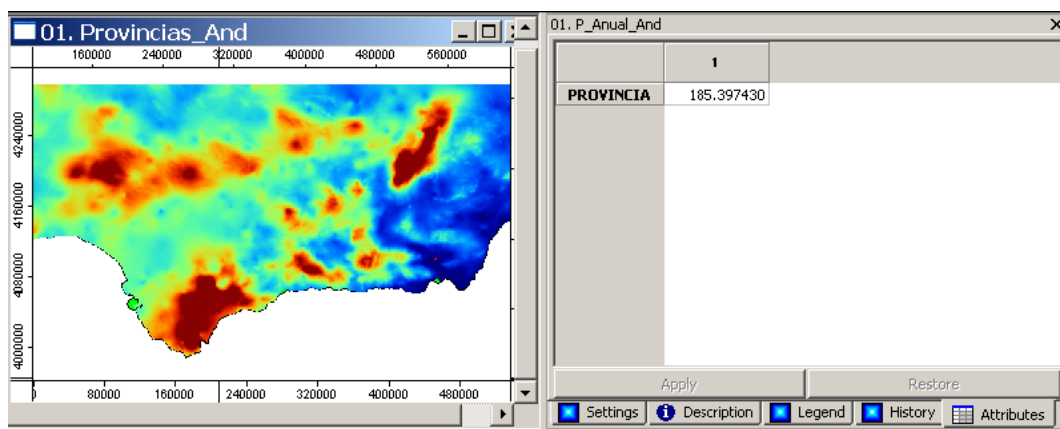 01. Provincias_And
160000 240000 320000 400000 480000 560000
4240000
4160000
4080000
4000000
80000 160000 240000 320000 400000 480000
01. P_Anual_And
1
PROVINCIA 185.397430
Apply Restore
Settings Description Legend History Attributes